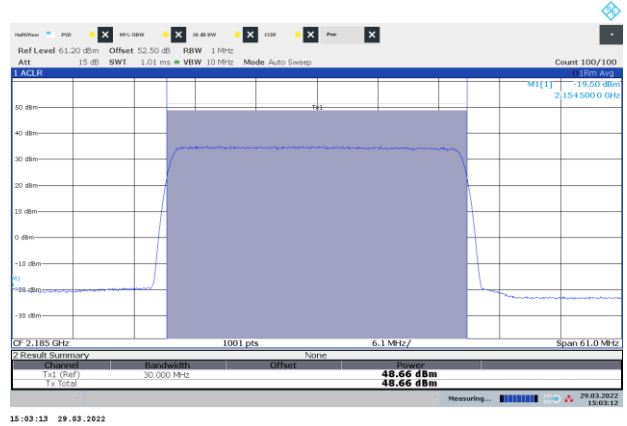 MultiView PSD 99% OBW 26 dB BW CCDF Pwr
Ref Level 61.20 dBm Offset 52.50 dB RBW 1 MHz
Att 15 dB SWT 1.01 ms VBW 10 MHz Mode Auto Sweep Count 100/100
1 ACLR 1Rm Avg
M1[1] -19.50 dBm
2.1545000 GHz
Tx1
50 dBm
40 dBm
30 dBm
20 dBm
10 dBm
0 dBm
-10 dBm
M1
-20 dBm
-30 dBm
CF 2.185 GHz 1001 pts 6.1 MHz/ Span 61.0 MHz
2 Result Summary None
Channel Bandwidth Offset Power
Tx1 (Ref) 30.000 MHz 48.66 dBm
Tx Total 48.66 dBm
Measuring... 29.03.2022
15:03:12
15:03:13 29.03.2022